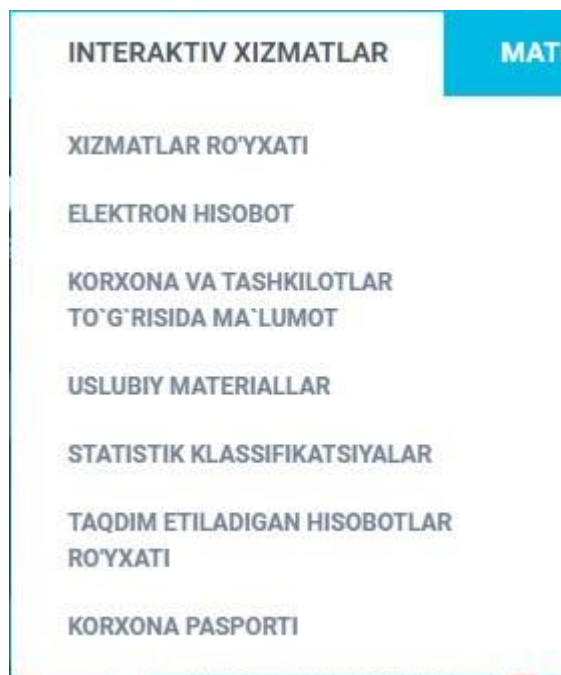 INTERAKTIV XIZMATLAR
XIZMATLAR RO'YXATI
ELEKTRON HISOBOT
KORXONA VA TASHKILOTLAR
TO`G`RISIDA MA`LUMOT
USLUBIY MATERIALLAR
STATISTIK KLASSIFIKATSIYALAR
TAQDIM ETILADIGAN HISOBOTLAR
RO'YXATI
KORXONA PASPORTI